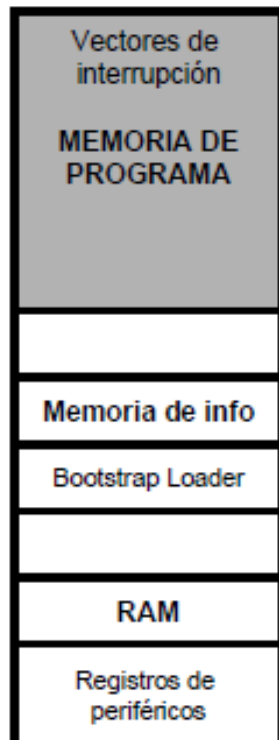 Vectores de
interrupción
MEMORIA DE
PROGRAMA
Memoria de info
Bootstrap Loader
RAM
Registros de
periféricos